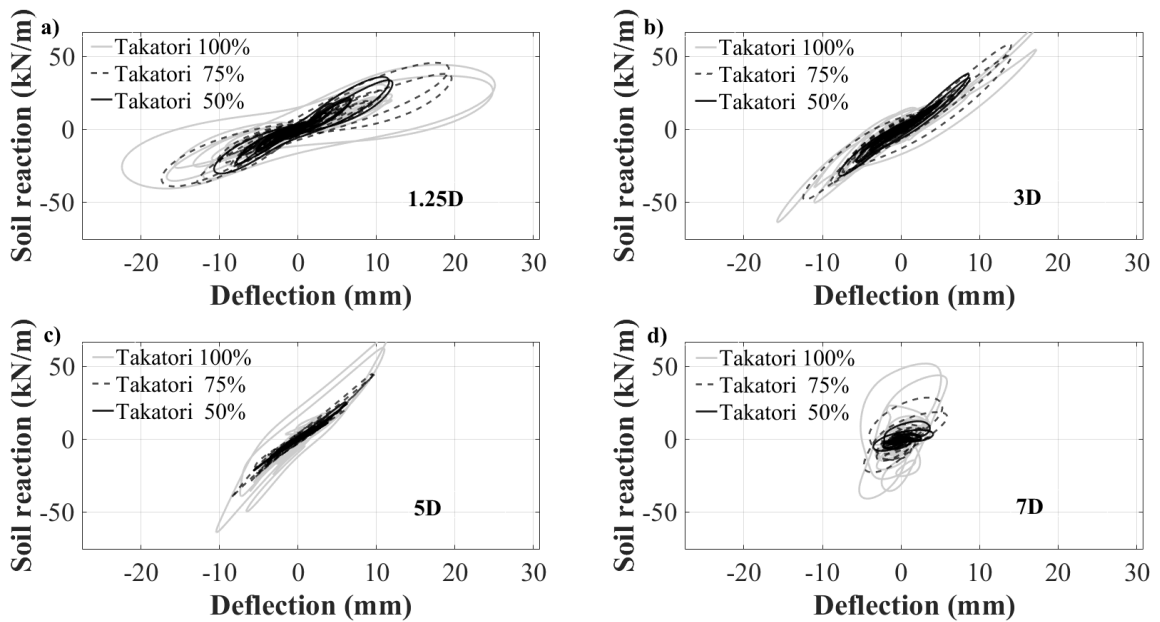 a)
Soil reaction (kN/m)
50
0
-50
Takatori 100%
Takatori 75%
Takatori 50%
1.25D
-20 -10 0 10 20 30
Deflection (mm)
b)
Soil reaction (kN/m)
50
0
-50
Takatori 100%
Takatori 75%
Takatori 50%
3D
-20 -10 0 10 20 30
Deflection (mm)
c)
Soil reaction (kN/m)
50
0
-50
Takatori 100%
Takatori 75%
Takatori 50%
5D
-20 -10 0 10 20 30
Deflection (mm)
d)
Soil reaction (kN/m)
50
0
-50
Takatori 100%
Takatori 75%
Takatori 50%
7D
-20 -10 0 10 20 30
Deflection (mm)